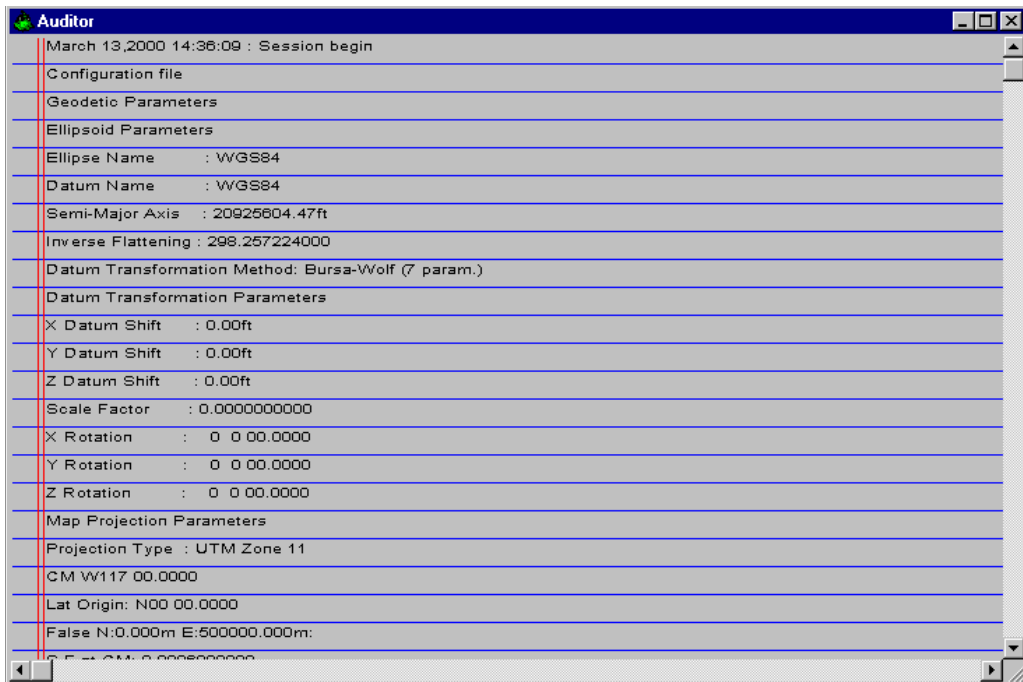 Auditor
March 13,2000 14:36:09 : Session begin
Configuration file
Geodetic Parameters
Ellipsoid Parameters
Ellipse Name : WGS84
Datum Name : WGS84
Semi-Major Axis : 20925604.47ft
Inverse Flattening : 298.257224000
Datum Transformation Method: Bursa-Wolf (7 param.)
Datum Transformation Parameters
X Datum Shift : 0.00ft
Y Datum Shift : 0.00ft
Z Datum Shift : 0.00ft
Scale Factor : 0.0000000000
X Rotation : 0 0 00.0000
Y Rotation : 0 0 00.0000
Z Rotation : 0 0 00.0000
Map Projection Parameters
Projection Type : UTM Zone 11
CM W117 00.0000
Lat Origin: N00 00.0000
False N:0.000m E:500000.000m: